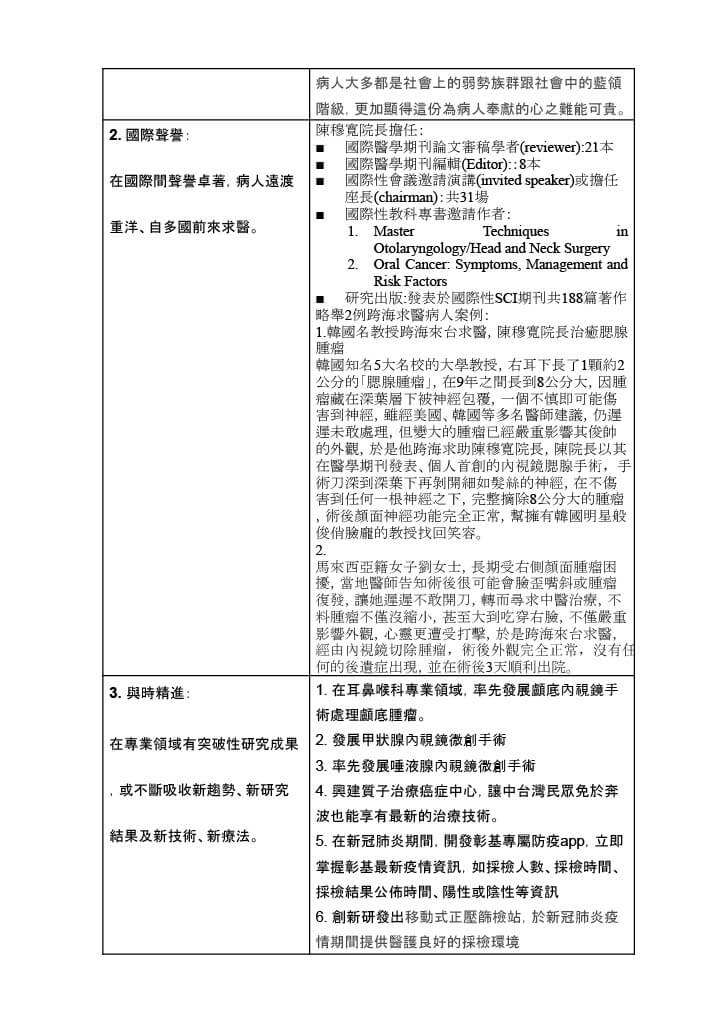 病人大多都是社會上的弱勢族群跟社會中的藍領
階級，更加顯得這份為病人奉獻的心之難能可貴。
2. 國際聲譽：
在國際間聲譽卓著，病人遠渡
重洋、自多國前來求醫。
陳穆寬院長擔任：
■ 國際醫學期刊論文審稿學者(reviewer):21本
■ 國際醫學期刊編輯(Editor)：: 8本
■ 國際性會議邀請演講(invited speaker)或擔任
座長(chairman)：共31場
■ 國際性教科專書邀請作者：
1. Master Techniques in
Otolaryngology/Head and Neck Surgery
2. Oral Cancer: Symptoms, Management and
Risk Factors
■ 研究出版:發表於國際性SCI期刊共188篇著作
略舉2例跨海求醫病人案例：
1.韓國名教授跨海來台求醫，陳穆寬院長治癒腮腺
腫瘤
韓國知名5大名校的大學教授，右耳下長了1顆約2
公分的「腮腺腫瘤」，在9年之間長到8公分大，因腫
瘤藏在深葉層下被神經包覆，一個不慎即可能傷
害到神經，雖經美國、韓國等多名醫師建議，仍遲
遲未敢處理，但變大的腫瘤已經嚴重影響其俊帥
的外觀，於是他跨海求助陳穆寬院長，陳院長以其
在醫學期刊發表、個人首創的內視鏡腮腺手術，手
術刀深到深葉下再剝開細如髮絲的神經，在不傷
害到任何一根神經之下，完整摘除8公分大的腫瘤
，術後顏面神經功能完全正常，幫擁有韓國明星般
俊俏臉龐的教授找回笑容。
2.
馬來西亞籍女子劉女士，長期受右側顏面腫瘤困
擾，當地醫師告知術後很可能會臉歪嘴斜或腫瘤
復發，讓她遲遲不敢開刀，轉而尋求中醫治療，不
料腫瘤不僅沒縮小，甚至大到吃穿右臉，不僅嚴重
影響外觀，心靈更遭受打擊，於是跨海來台求醫，
經由內視鏡切除腫瘤，術後外觀完全正常，沒有任
何的後遺症出現，並在術後3天順利出院。
3. 與時精進：
在專業領域有突破性研究成果
，或不斷吸收新趨勢、新研究
結果及新技術、新療法。
1. 在耳鼻喉科專業領域，率先發展顱底內視鏡手
術處理顱底腫瘤。
2. 發展甲狀腺內視鏡微創手術
3. 率先發展唾液腺內視鏡微創手術
4. 興建質子治療癌症中心，讓中台灣民眾免於奔
波也能享有最新的治療技術。
5. 在新冠肺炎期間，開發彰基專屬防疫app，立即
掌握彰基最新疫情資訊，如採檢人數、採檢時間、
採檢結果公佈時間、陽性或陰性等資訊
6. 創新研發出移動式正壓篩檢站，於新冠肺炎疫
情期間提供醫護良好的採檢環境